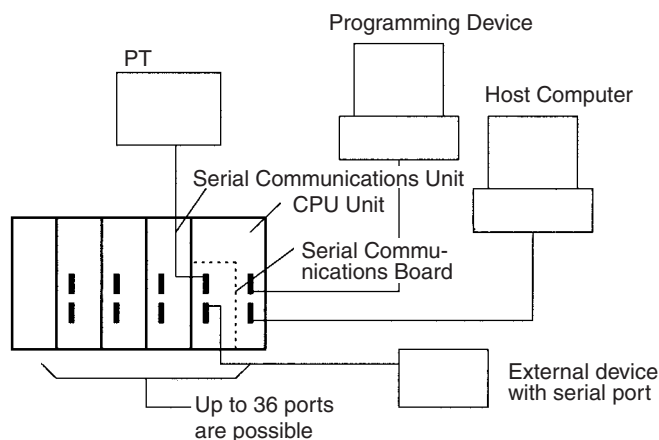 Programming Device
PT
Host Computer
Serial Communications Unit
CPU Unit
Serial Commu-
nications Board
External device
with serial port
Up to 36 ports
are possible